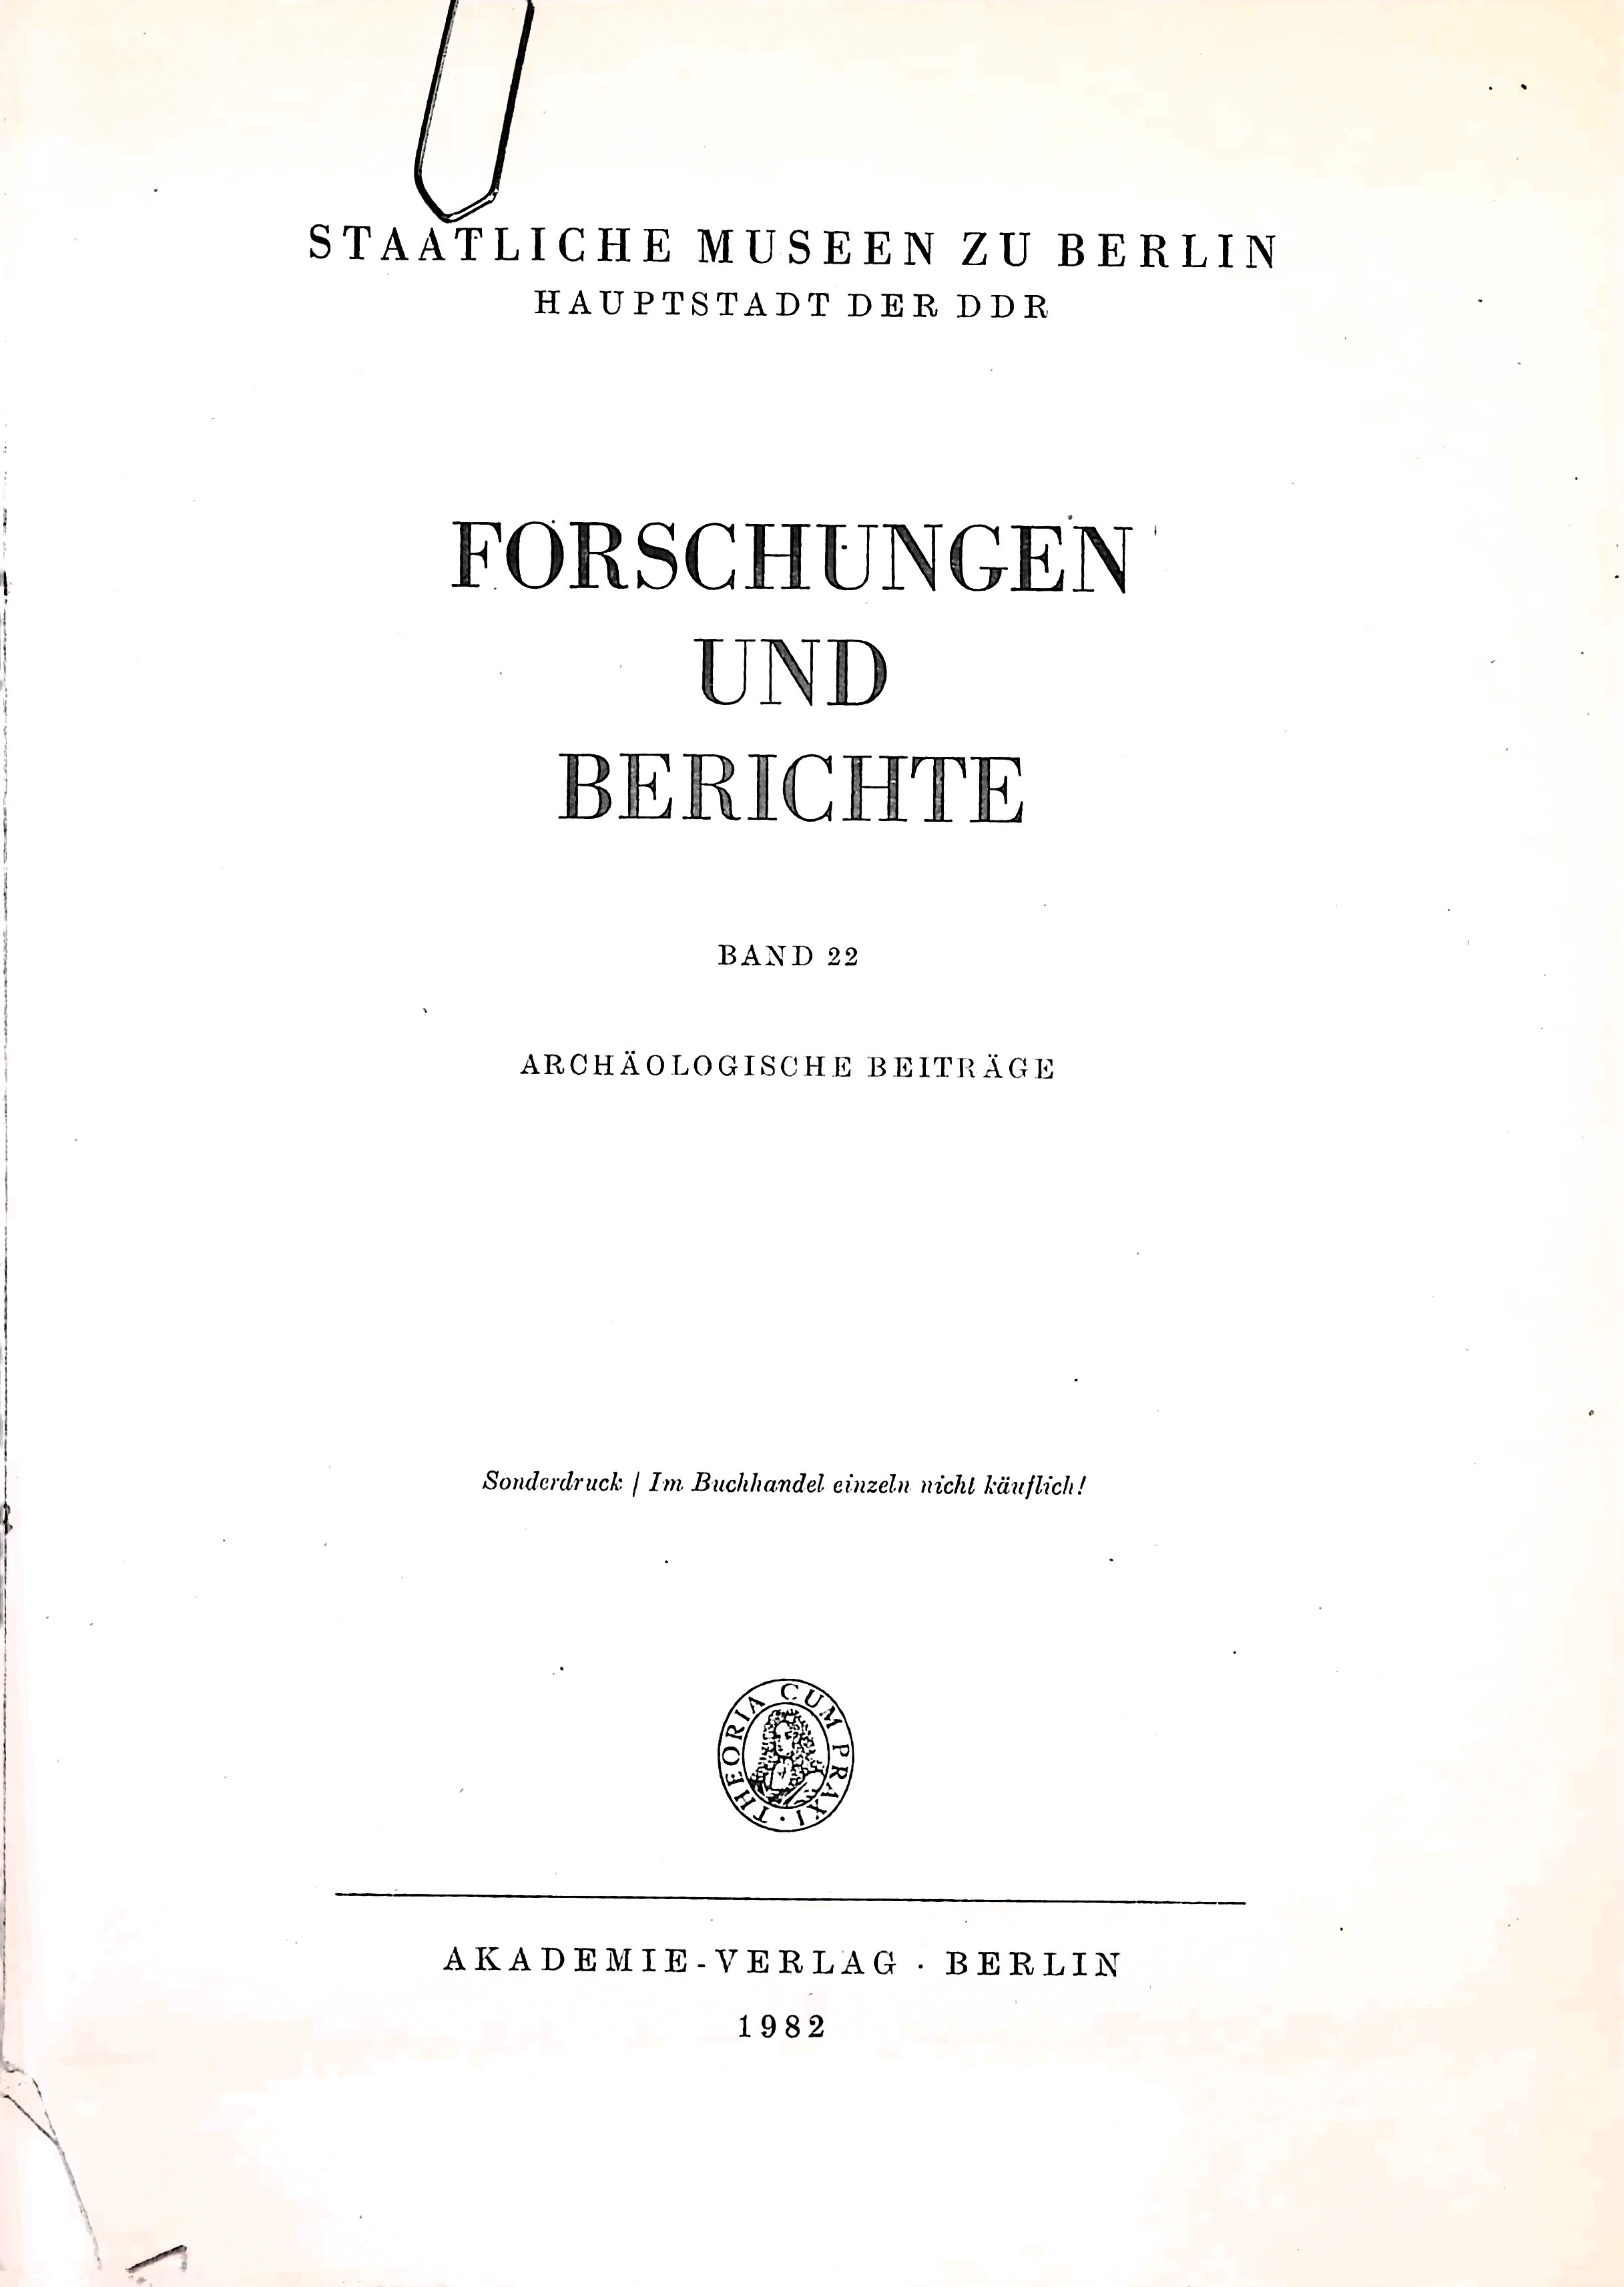 STAATLICHE MUSEEN ZU BERLIN
HAUPTSTADT DER DDR
FORSCHUNGEN
UND
BERICHTE
BAND 22
ARCHÄOLOGISCHE BEITRÄGE
Sonderdruck / Im Buchhandel einzeln nicht käuflich!
THEORIA CUM PRAXI ·
AKADEMIE-VERLAG · BERLIN
1982